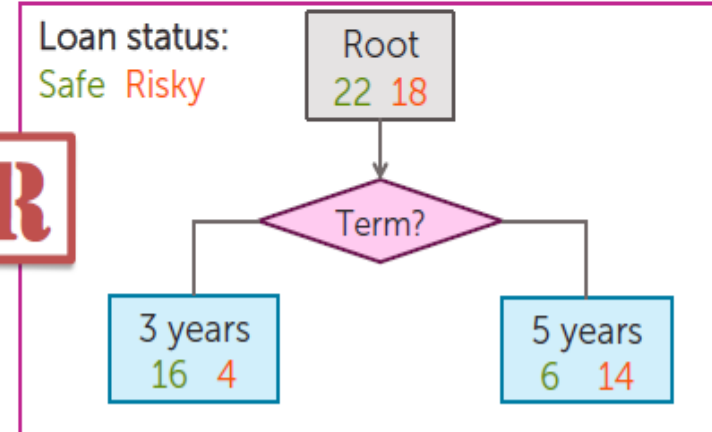 Loan status:
Safe Risky
Root
22 18
R
Term?
3 years
16 4
5 years
6 14